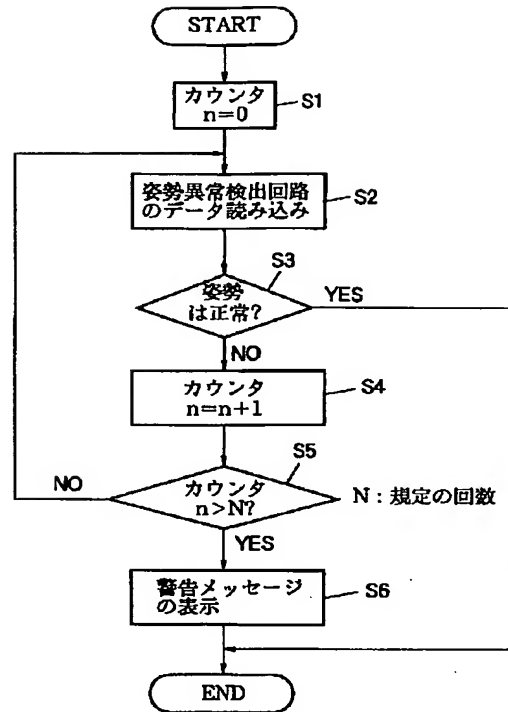 START
カウンタ
n=0
S1
姿勢異常検出回路
のデータ読み込み
S2
S3
姿勢
は正常?
YES
NO
カウンタ
n=n+1
S4
S5
カウンタ
n>N?
NO
N:規定の回数
YES
警告メッセージ
の表示
S6
END